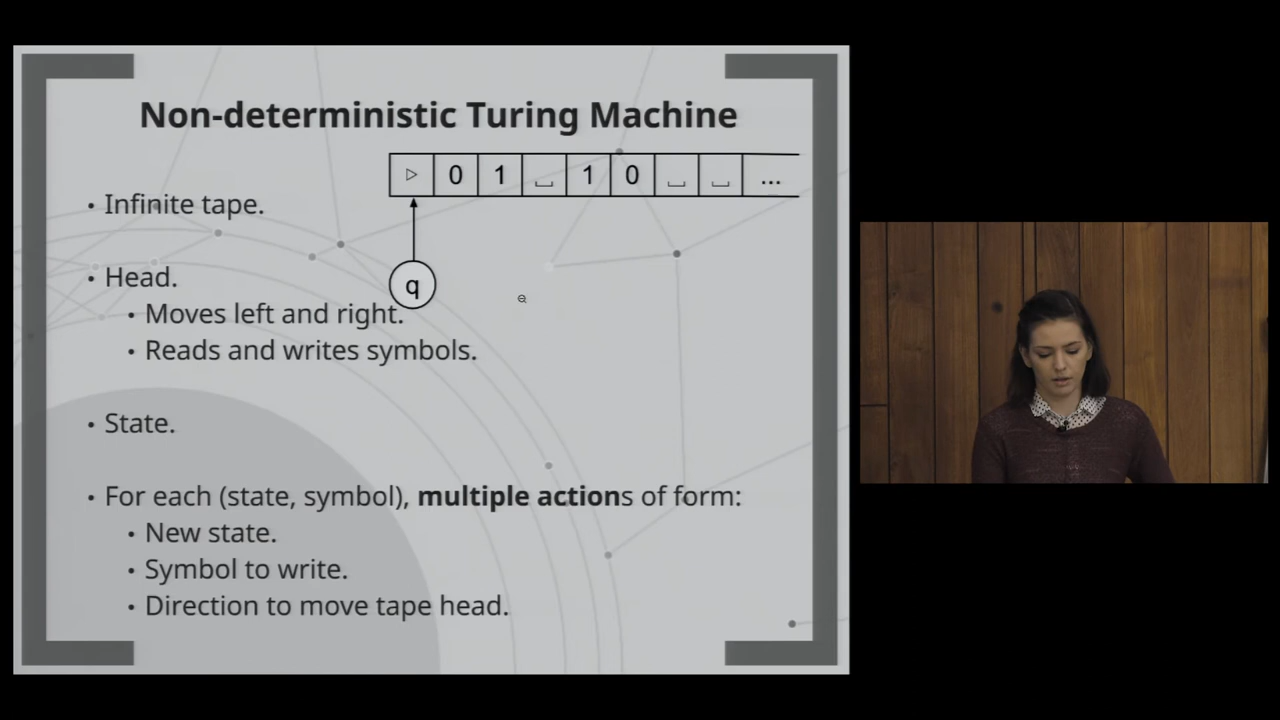 Non-deterministic Turing Machine
▷ 0 1 ⎵ 1 0 ⎵ ⎵ ...
• Infinite tape.
• Head.
q
• Moves left and right.
• Reads and writes symbols.
• State.
• For each (state, symbol), multiple actions of form:
• New state.
• Symbol to write.
• Direction to move tape head.